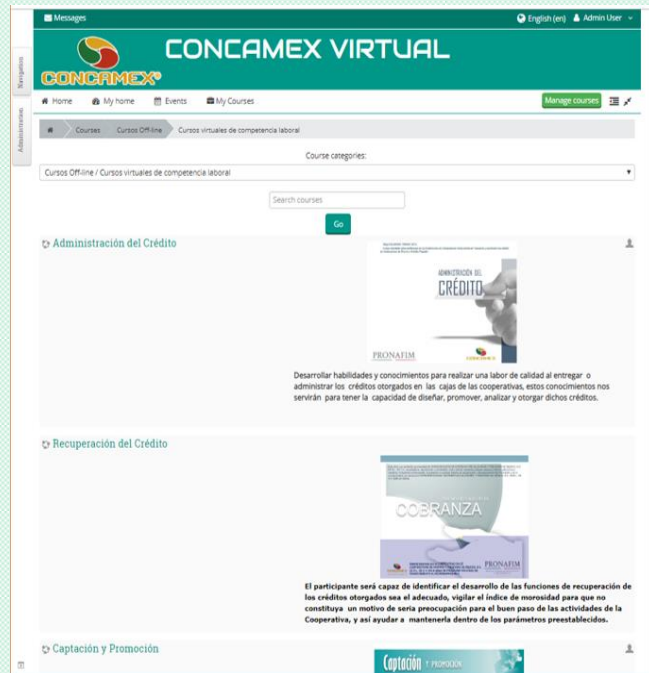 Messages
English (en)
Admin User
CONCAMEX VIRTUAL
CONCAMEX®
Navigation
Administration
Home
My home
Events
My Courses
Manage courses
Courses
Cursos Off-line
Cursos virtuales de competencia laboral
Course categories:
Cursos Off-line / Cursos virtuales de competencia laboral
Search courses
Go
Administración del Crédito
ADMINISTRACIÓN DEL
CRÉDITO
PRONAFIM
Desarrollar habilidades y conocimientos para realizar una labor de calidad al entregar o
administrar los créditos otorgados en las cajas de las cooperativas, estos conocimientos nos
servirán para tener la capacidad de diseñar, promover, analizar y otorgar dichos créditos.
Recuperación del Crédito
COBRANZA
PRONAFIM
El participante será capaz de identificar el desarrollo de las funciones de recuperación de
los créditos otorgados sea el adecuado, vigilar el índice de morosidad para que no
constituya un motivo de seria preocupación para el buen paso de las actividades de la
Cooperativa, y así ayudar a mantenerla dentro de los parámetros preestablecidos.
Captación y Promoción
Captación Y PROMOCIÓN